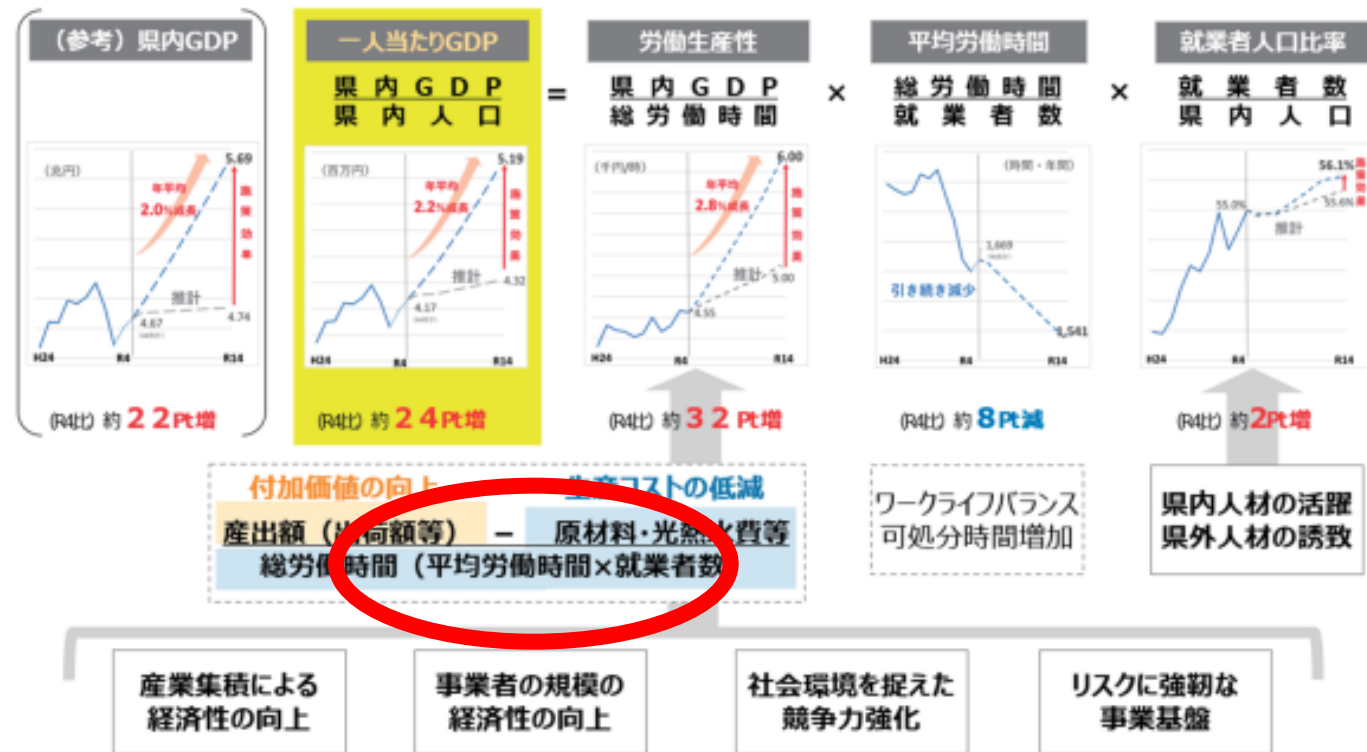 (参考)県内GDP
一人当たりGDP
労働生産性
平均労働時間
就業者人口比率
県内GDP
県内人口
=
県内GDP
総労働時間
×
総労働時間
就業者数
×
就業者数
県内人口
(兆円)
5.69
年平均
2.0%成長
施策効果
推計
4.67
4.74
H24
R4
R14
(百万円)
5.19
年平均
2.2%成長
施策効果
推計
4.17
4.32
H24
R4
R14
(千円/時)
6.00
年平均
2.8%成長
施策効果
推計
4.55
5.00
H24
R4
R14
(時間・年間)
1,669
引き続き減少
1,541
H24
R4
R14
56.1%
施策効果
55.0%
55.6%
推計
H24
R4
R14
(R4比) 約22Pt増
(R4比) 約24Pt増
(R4比) 約32Pt増
(R4比) 約8Pt減
(R4比) 約2Pt増
付加価値の向上
生産コストの低減
産出額(出荷額等) - 原材料・光熱水費等
総労働時間(平均労働時間×就業者数
ワークライフバランス
可処分時間増加
県内人材の活躍
県外人材の誘致
産業集積による
経済性の向上
事業者の規模の
経済性の向上
社会環境を捉えた
競争力強化
リスクに強靭な
事業基盤